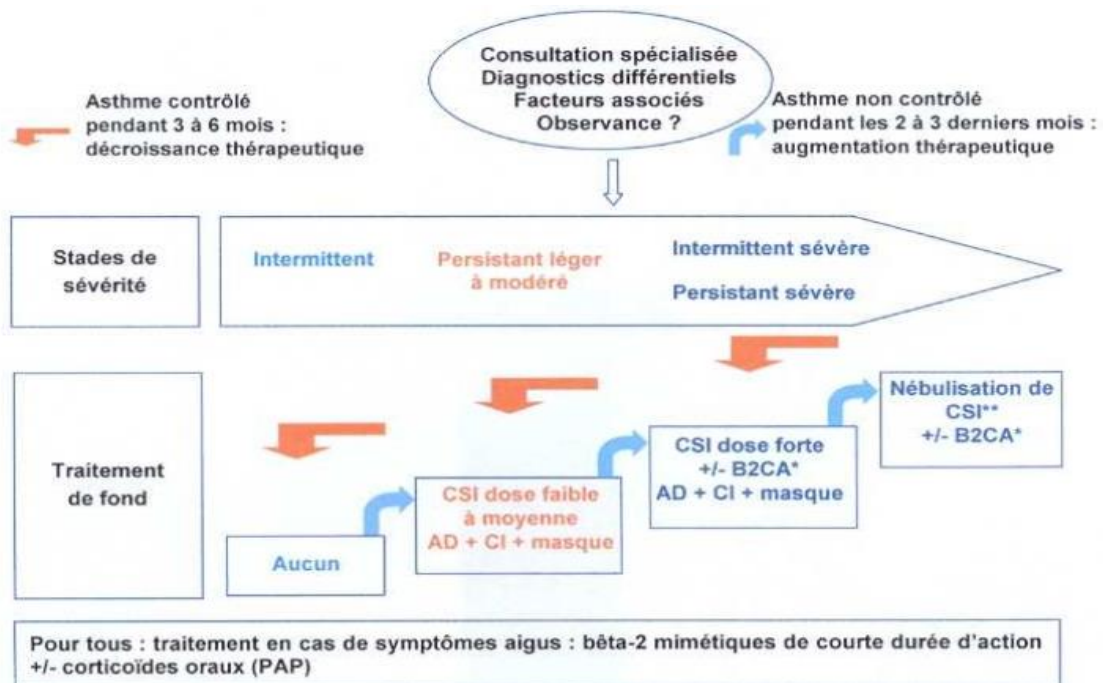 Consultation spécialisée
Diagnostics différentiels
Facteurs associés
Observance ?
Asthme contrôlé
pendant 3 à 6 mois :
décroissance thérapeutique
Asthme non contrôlé
pendant les 2 à 3 derniers mois :
augmentation thérapeutique
Stades de
sévérité
Intermittent
Persistant léger
à modéré
Intermittent sévère
Persistant sévère
Traitement
de fond
Aucun
CSI dose faible
à moyenne
AD + CI + masque
CSI dose forte
+/- B2CA*
AD + CI + masque
Nébulisation de
CSI**
+/- B2CA*
Pour tous : traitement en cas de symptômes aigus : bêta-2 mimétiques de courte durée d'action
+/- corticoïdes oraux (PAP)